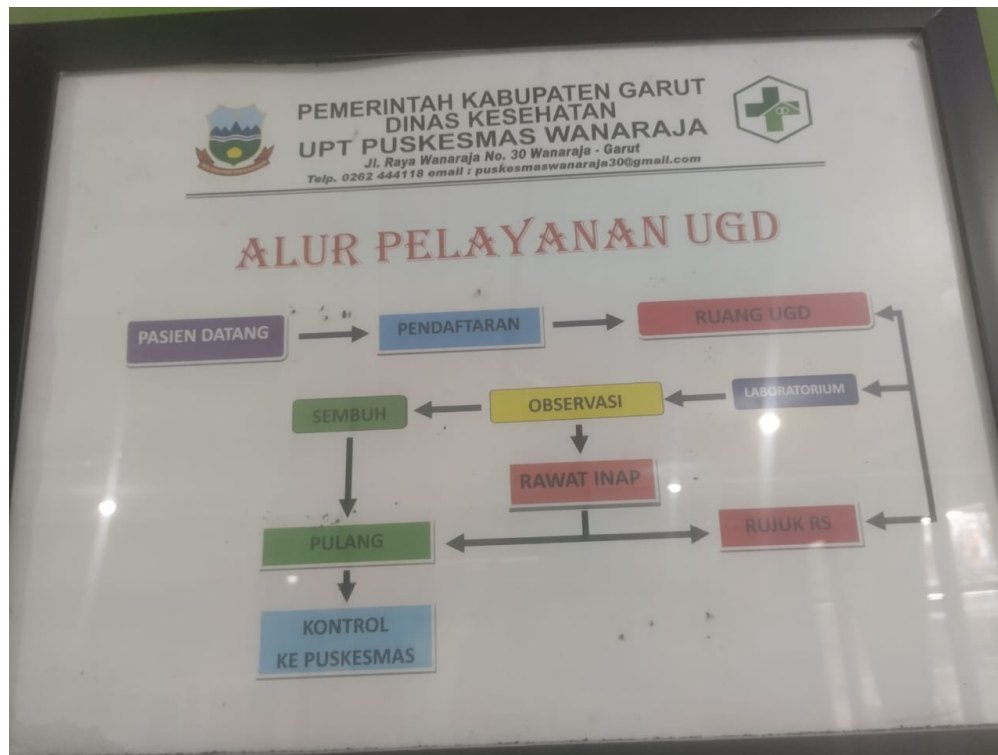 PEMERINTAH KABUPATEN GARUT
DINAS KESEHATAN
UPT PUSKESMAS WANARAJA
Jl. Raya Wanaraja No. 30 Wanaraja - Garut
Telp. 0262 444118 email : puskesmaswanaraja30@gmail.com
ALUR PELAYANAN UGD
PASIEN DATANG
PENDAFTARAN
RUANG UGD
SEMBUH
OBSERVASI
LABORATORIUM
RAWAT INAP
PULANG
RUJUK RS
KONTROL
KE PUSKESMAS